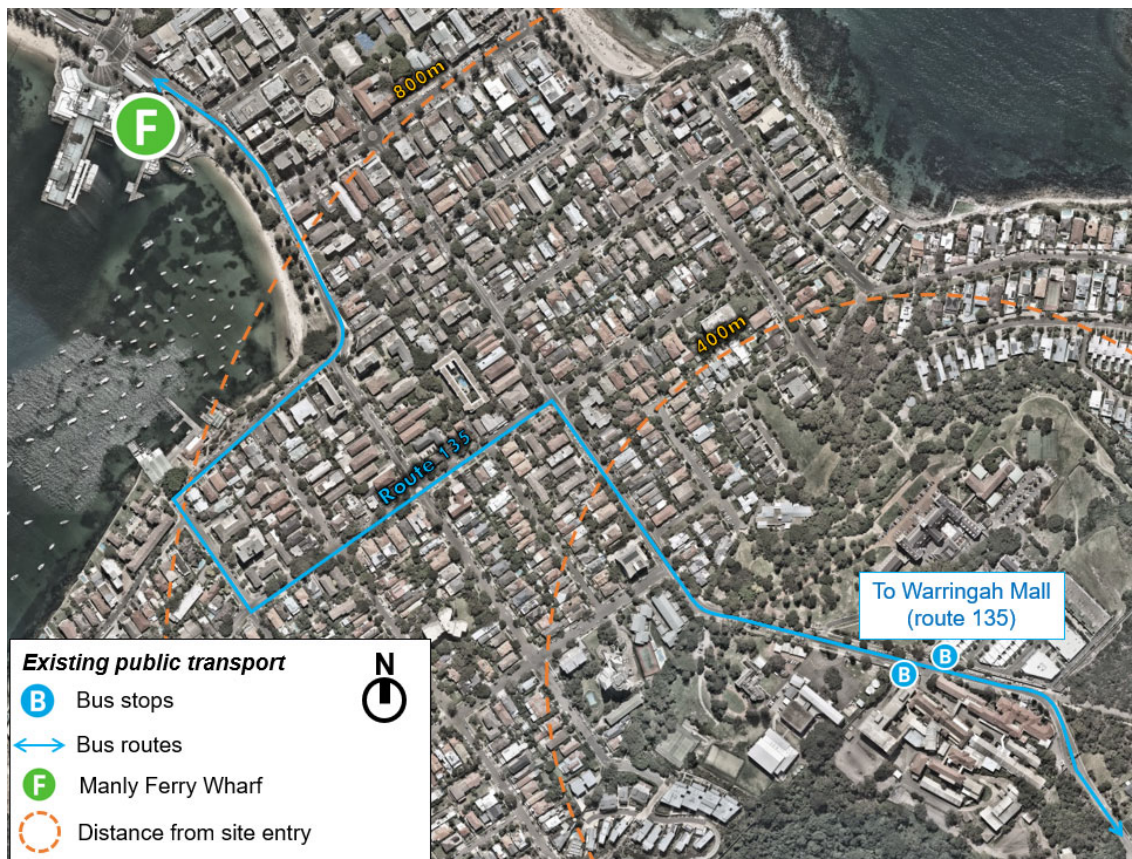 F
800m
400m
Route 135
To Warringah Mall
(route 135)
B
B
Existing public transport
N
B Bus stops
Bus routes
F Manly Ferry Wharf
Distance from site entry